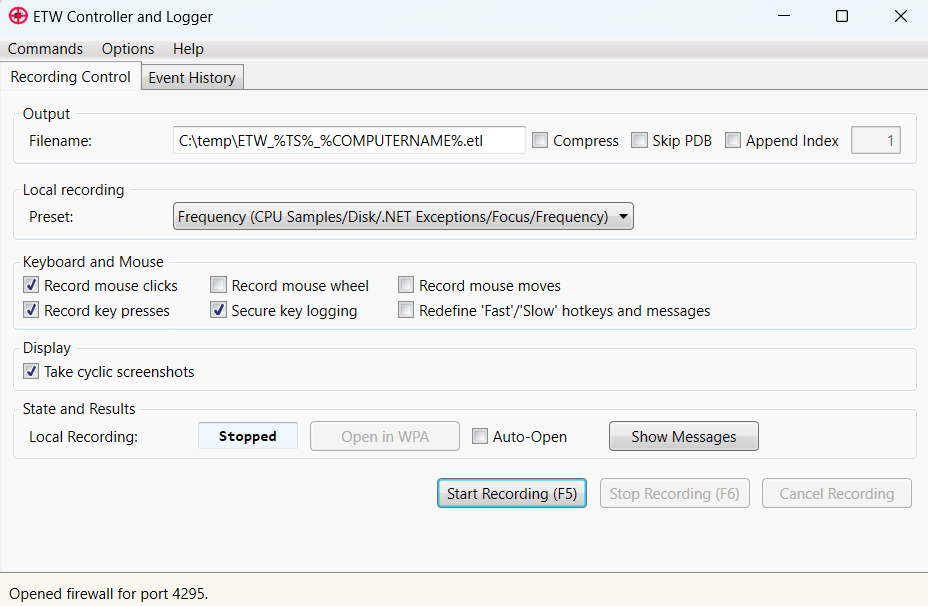 ETW Controller and Logger
Commands Options Help
Recording Control Event History
Output
Filename: C:\temp\ETW_%TS%_%COMPUTERNAME%.etl Compress Skip PDB Append Index 1
Local recording
Preset: Frequency (CPU Samples/Disk/.NET Exceptions/Focus/Frequency)
Keyboard and Mouse
Record mouse clicks Record mouse wheel Record mouse moves
Record key presses Secure key logging Redefine 'Fast'/'Slow' hotkeys and messages
Display
Take cyclic screenshots
State and Results
Local Recording: Stopped Open in WPA Auto-Open Show Messages
Start Recording (F5) Stop Recording (F6) Cancel Recording
Opened firewall for port 4295.